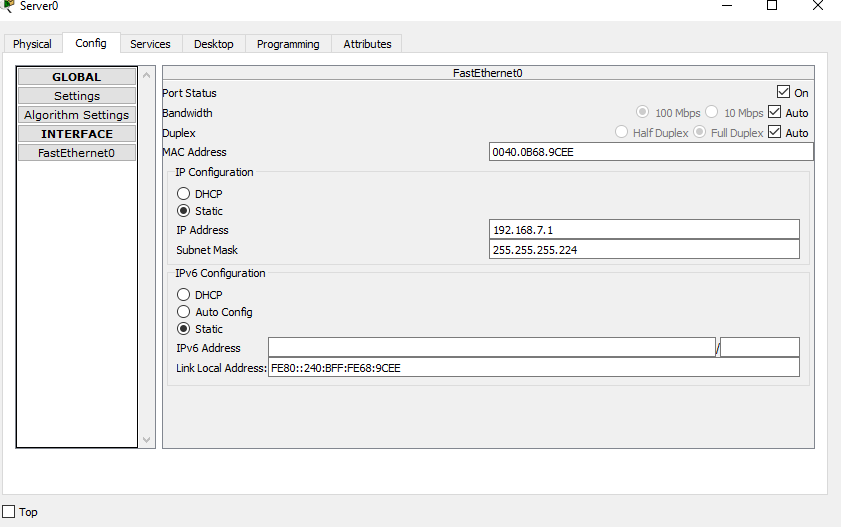 Server0
Physical Config Services Desktop Programming Attributes
GLOBAL
Settings
Algorithm Settings
INTERFACE
FastEthernet0
FastEthernet0
Port Status On
Bandwidth 100 Mbps 10 Mbps Auto
Duplex Half Duplex Full Duplex Auto
MAC Address 0040.0B68.9CEE
IP Configuration
DHCP
Static
IP Address 192.168.7.1
Subnet Mask 255.255.255.224
IPv6 Configuration
DHCP
Auto Config
Static
IPv6 Address /
Link Local Address: FE80::240:BFF:FE68:9CEE
Top